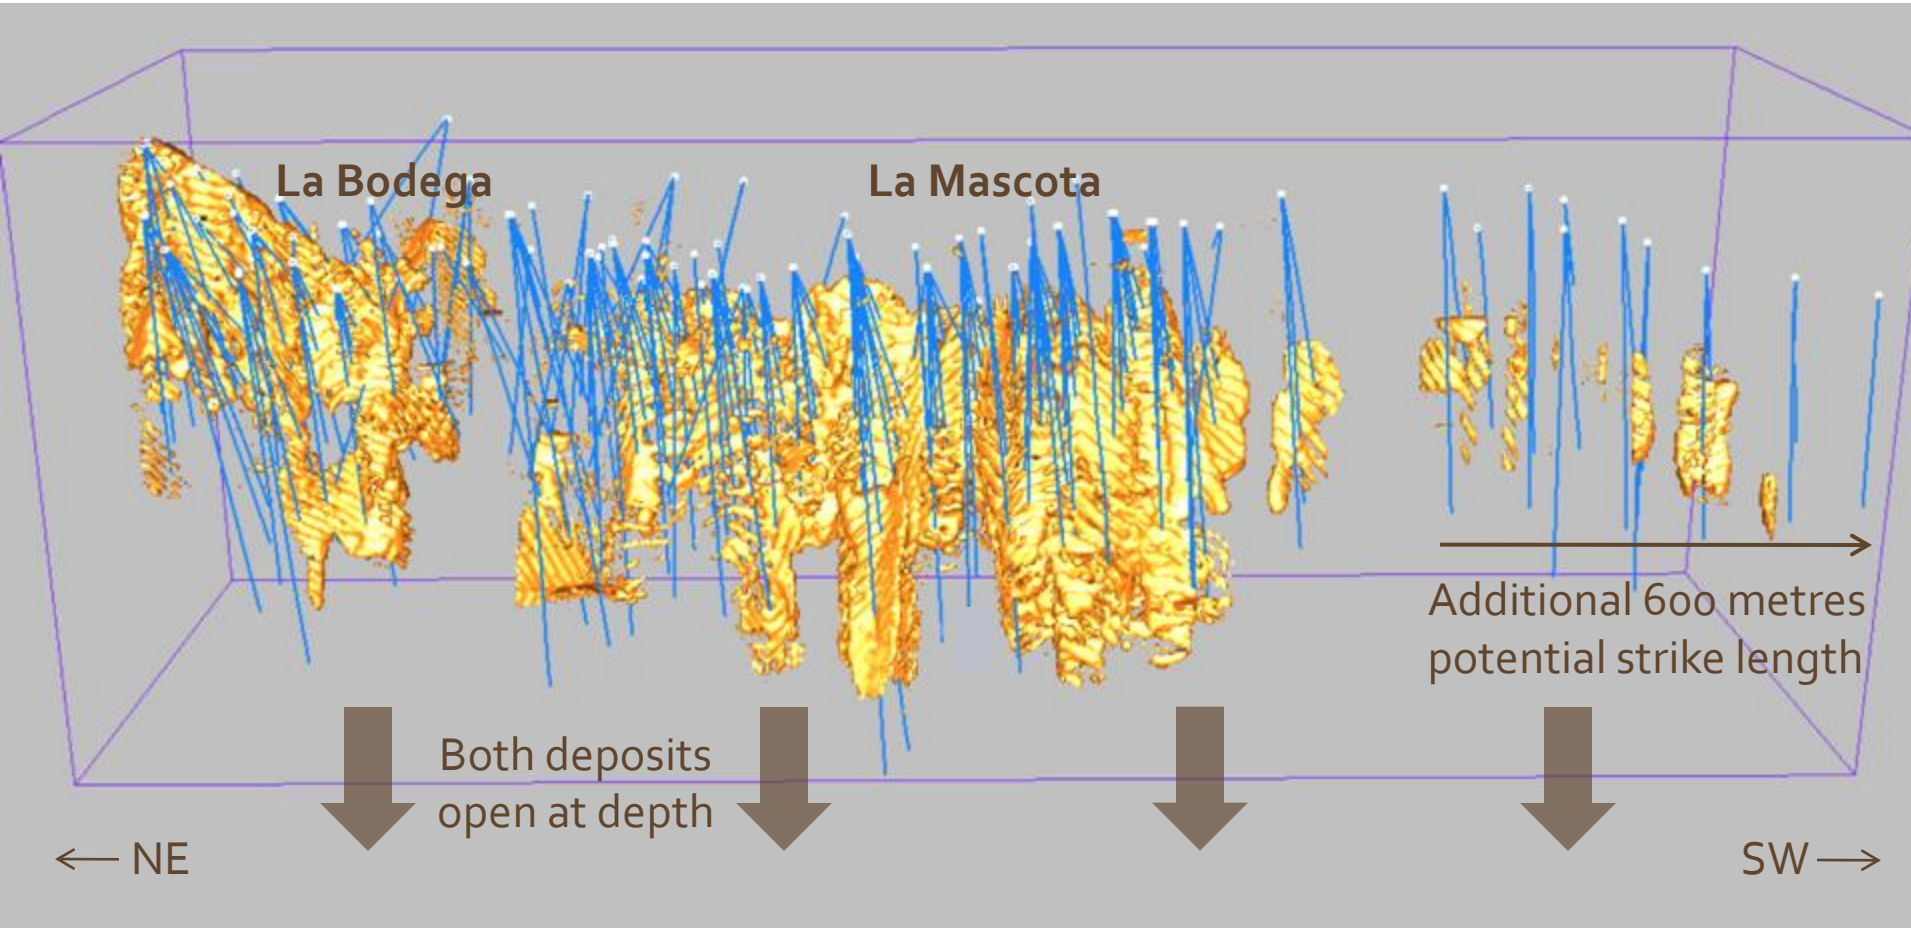 La Bodega
La Mascota
Additional 600 metres
potential strike length
Both deposits
open at depth
← NE
SW →